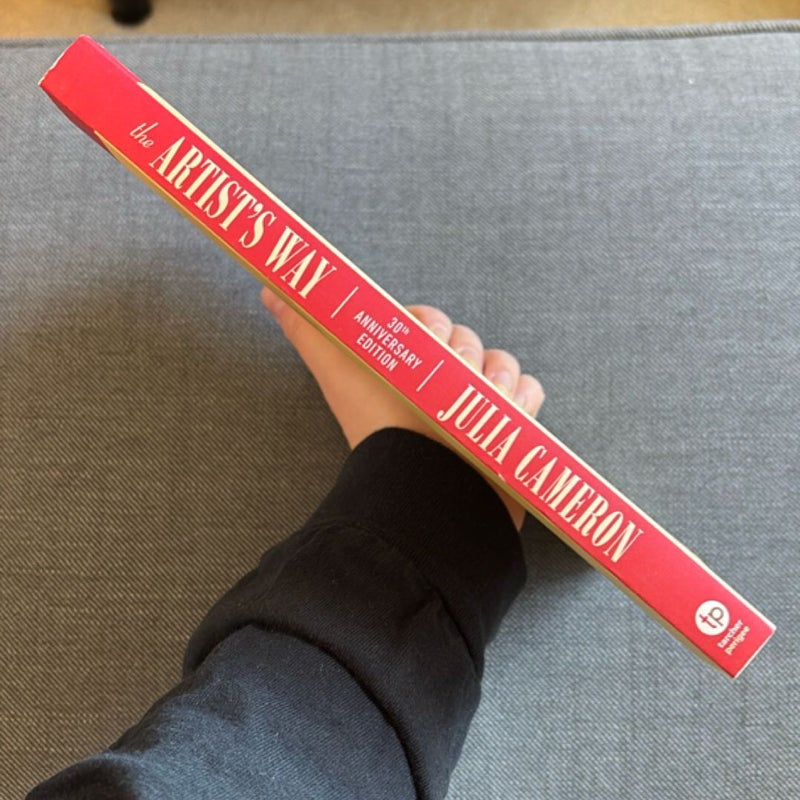 the ARTIST'S WAY
30th
ANNIVERSARY
EDITION
JULIA CAMERON
tp
tarcher
perigee